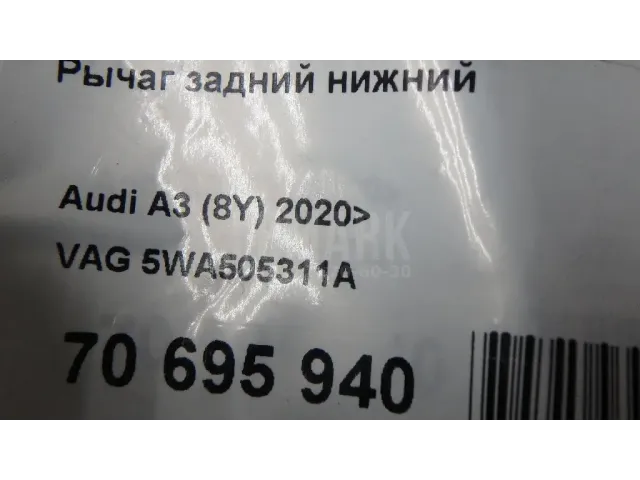 Рычаг задний нижний
Audi A3 (8Y) 2020>
VAG 5WA505311A
70 695 940